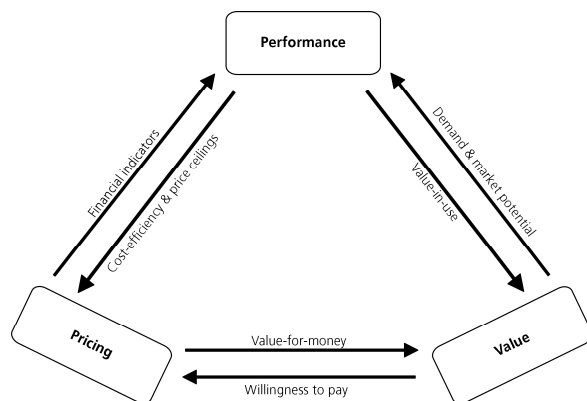 Performance
Financial indicators
Cost-efficiency & price ceilings
Value-in-use
Demand & market potential
Pricing
Value-for-money
Willingness to pay
Value